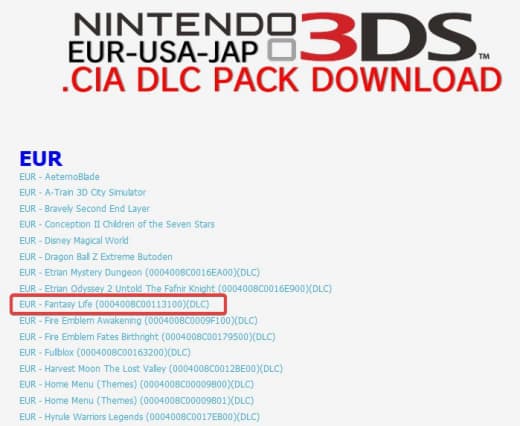 NINTENDO 3DS™
EUR-USA-JAP
.CIA DLC PACK DOWNLOAD
EUR
EUR - AeternoBlade
EUR - A-Train 3D City Simulator
EUR - Bravely Second End Layer
EUR - Conception II Children of the Seven Stars
EUR - Disney Magical World
EUR - Dragon Ball Z Extreme Butoden
EUR - Etrian Mystery Dungeon (0004008C0016EA00)(DLC)
EUR - Etrian Odyssey 2 Untold The Fafnir Knight (0004008C0016E900)(DLC)
EUR - Fantasy Life (0004008C00113100)(DLC)
EUR - Fire Emblem Awakening (0004008C0009F100)(DLC)
EUR - Fire Emblem Fates Birthright (0004008C00179500)(DLC)
EUR - Fullblox (0004008C00163200)(DLC)
EUR - Harvest Moon The Lost Valley (0004008C0012BE00)(DLC)
EUR - Home Menu (Themes) (0004008C00009800)(DLC)
EUR - Home Menu (Themes) (0004008C00009801)(DLC)
EUR - Hyrule Warriors Legends (0004008C0017EB00)(DLC)